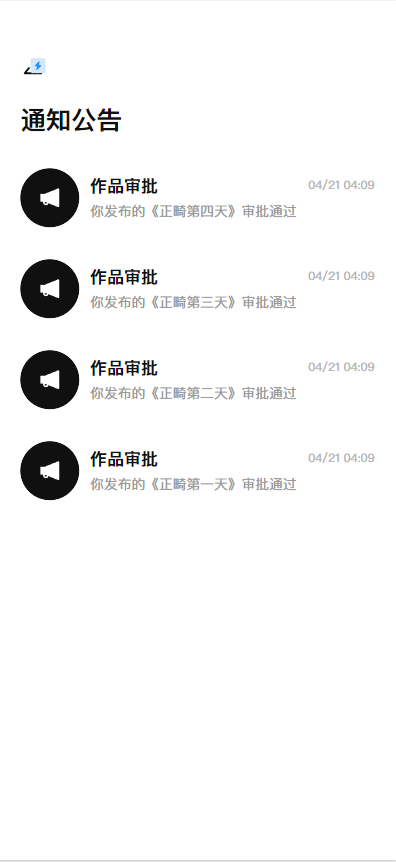 通知公告
作品审批
04/21 04:09
你发布的《正畸第四天》审批通过
作品审批
04/21 04:09
你发布的《正畸第三天》审批通过
作品审批
04/21 04:09
你发布的《正畸第二天》审批通过
作品审批
04/21 04:09
你发布的《正畸第一天》审批通过